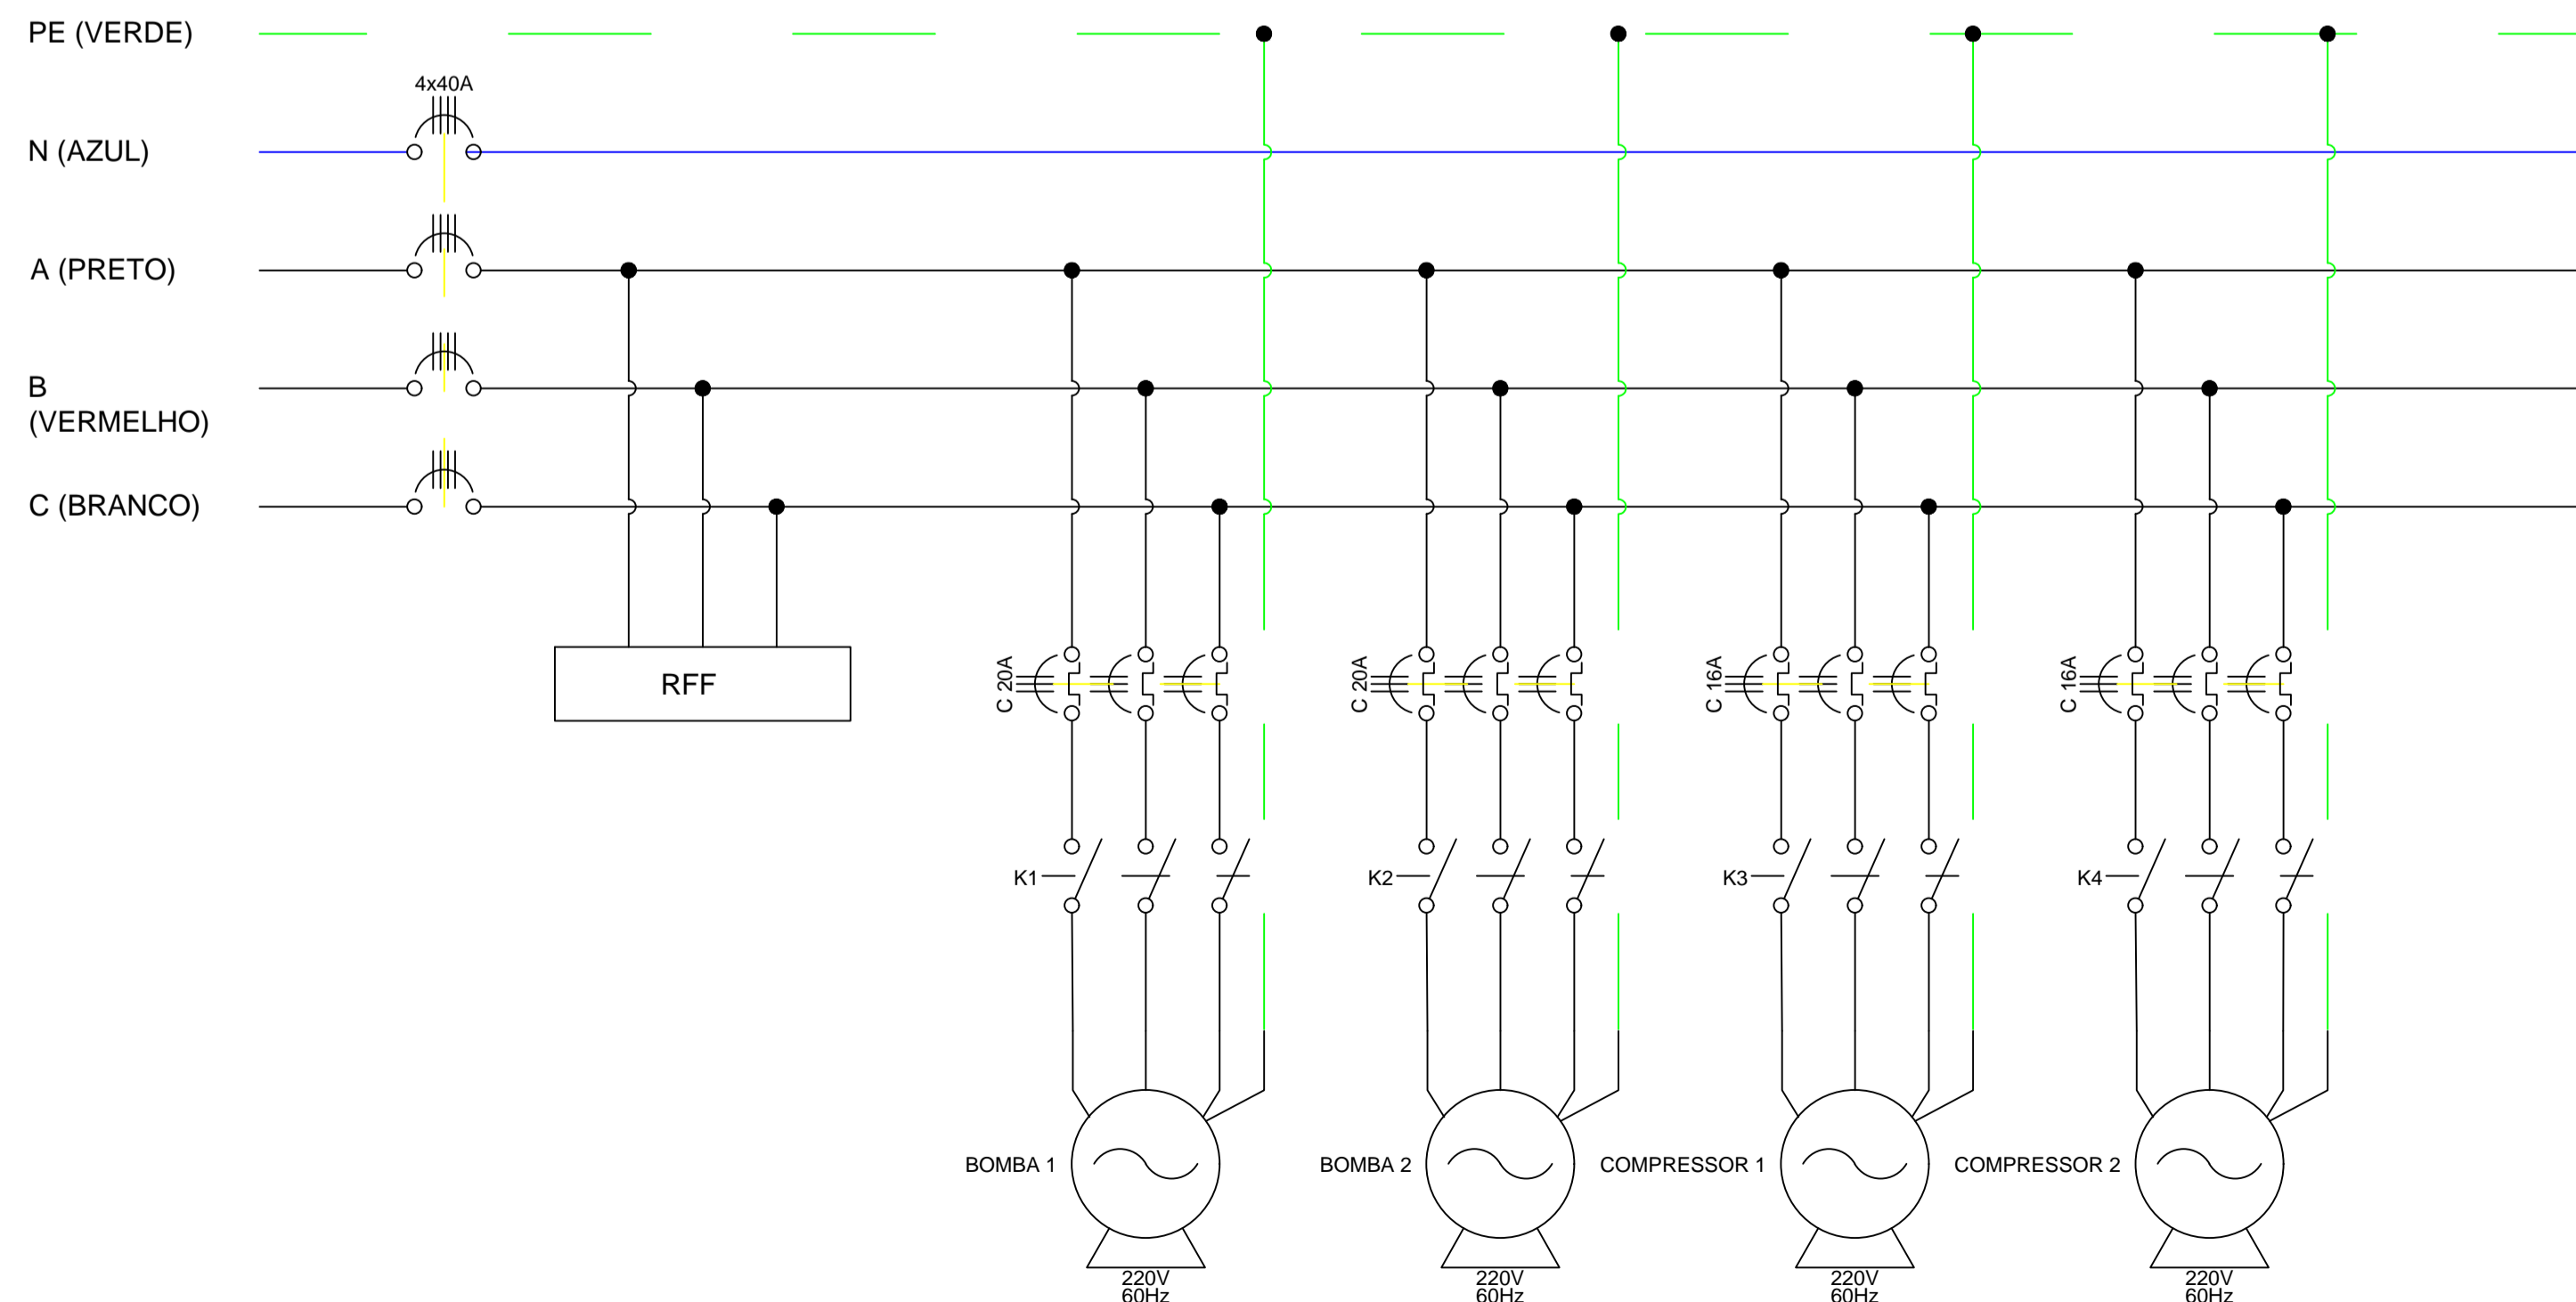 PE (VERDE)
4x40A
N (AZUL)
A (PRETO)
B
(VERMELHO)
C (BRANCO)
RFF
C 20A
C 20A
C 16A
C 16A
K1
K2
K3
K4
BOMBA 1
BOMBA 2
COMPRESSOR 1
COMPRESSOR 2
220V
60Hz
220V
60Hz
220V
60Hz
220V
60Hz